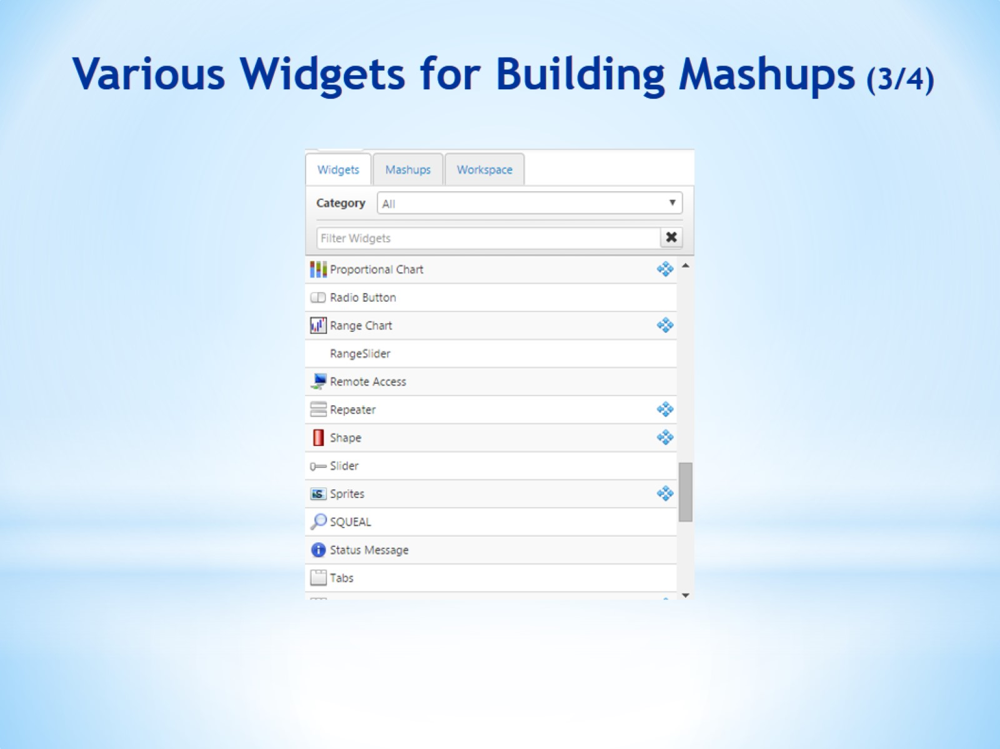 Various Widgets for Building Mashups (3/4)
Widgets Mashups Workspace
Category All
Filter Widgets
Proportional Chart
Radio Button
Range Chart
RangeSlider
Remote Access
Repeater
Shape
Slider
Sprites
SQUEAL
Status Message
Tabs